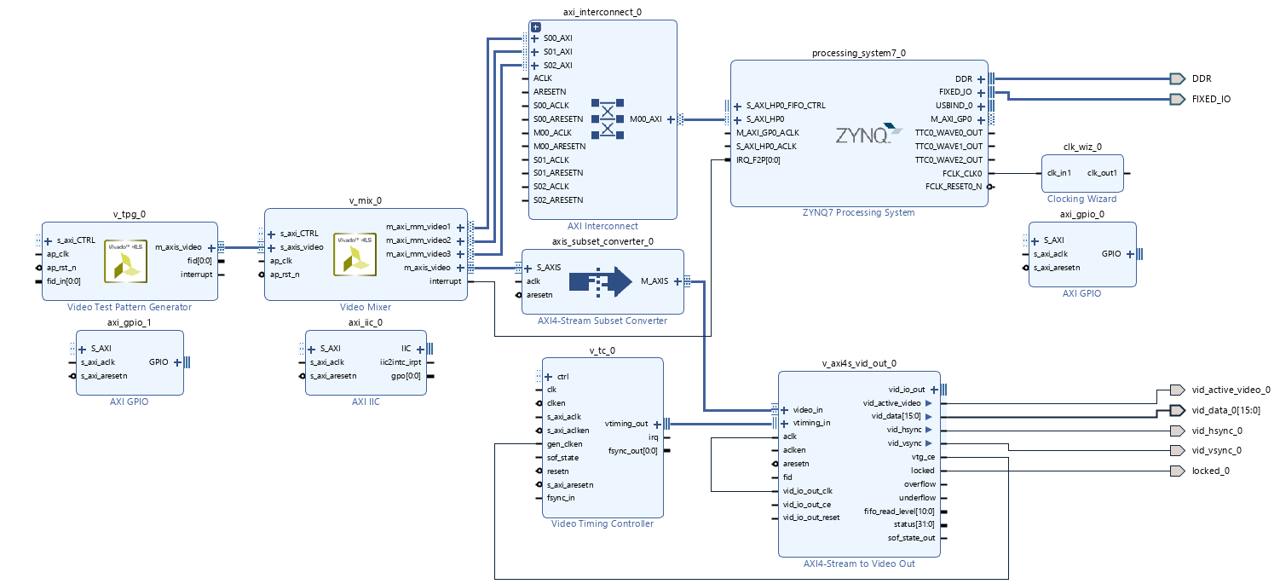 axi_interconnect_0
S00_AXI
S01_AXI
S02_AXI
ACLK
ARESETN
S00_ACLK
S00_ARESETN
M00_ACLK
M00_ARESETN
S01_ACLK
S01_ARESETN
S02_ACLK
S02_ARESETN
M00_AXI
AXI Interconnect
processing_system7_0
S_AXI_HP0_FIFO_CTRL
S_AXI_HP0
M_AXI_GP0_ACLK
S_AXI_HP0_ACLK
IRQ_F2P[0:0]
ZYNQ
DDR
FIXED_IO
USBIND_0
M_AXI_GP0
TTC0_WAVE0_OUT
TTC0_WAVE1_OUT
TTC0_WAVE2_OUT
FCLK_CLK0
FCLK_RESET0_N
ZYNQ7 Processing System
DDR
FIXED_IO
clk_wiz_0
clk_in1
clk_out1
Clocking Wizard
axi_gpio_0
S_AXI
s_axi_aclk
s_axi_aresetn
GPIO
AXI GPIO
v_tpg_0
s_axi_CTRL
ap_clk
ap_rst_n
fid_in[0:0]
Vivado™ HLS
m_axis_video
fid[0:0]
interrupt
Video Test Pattern Generator
v_mix_0
s_axi_CTRL
s_axis_video
ap_clk
ap_rst_n
Vivado™ HLS
m_axi_mm_video1
m_axi_mm_video2
m_axi_mm_video3
m_axis_video
interrupt
Video Mixer
axis_subset_converter_0
S_AXIS
aclk
aresetn
M_AXIS
AXI4-Stream Subset Converter
axi_gpio_1
S_AXI
s_axi_aclk
s_axi_aresetn
GPIO
AXI GPIO
axi_iic_0
S_AXI
s_axi_aclk
s_axi_aresetn
IIC
iic2intc_irpt
gpo[0:0]
AXI IIC
v_tc_0
ctrl
clk
clken
s_axi_aclk
s_axi_aclken
gen_clken
sof_state
resetn
s_axi_aresetn
fsync_in
vtiming_out
irq
fsync_out[0:0]
Video Timing Controller
v_axi4s_vid_out_0
video_in
vtiming_in
aclk
aclken
aresetn
fid
vid_io_out_clk
vid_io_out_ce
vid_io_out_reset
vid_io_out
vid_active_video
vid_data[15:0]
vid_hsync
vid_vsync
vtg_ce
locked
overflow
underflow
fifo_read_level[10:0]
status[31:0]
sof_state_out
AXI4-Stream to Video Out
vid_active_video_0
vid_data_0[15:0]
vid_hsync_0
vid_vsync_0
locked_0